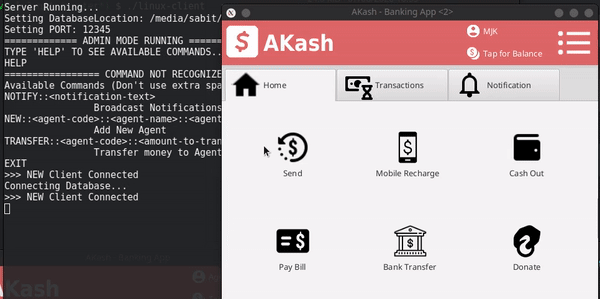 Server Running...
Setting DatabaseLocation: /media/sabit/
Setting PORT: 12345
============= ADMIN MODE RUNNING =======
TYPE 'HELP' TO SEE AVAILABLE COMMANDS..
HELP
================ COMMAND NOT RECOGNIZE
Available Commands (Don't use extra spa
NOTIFY::<notification-text>
Broadcast Notifications
NEW::<agent-code>::<agent-name>::<agent
Add New Agent
TRANSFER::<agent-code>::<amount-to-tran
Transfer money to Agent
EXIT
>>> NEW Client Connected
Connecting Database...
>>> NEW Client Connected
AKash - Banking App <2>
AKash
MJK
Tap for Balance
Home
Transactions
Notification
Send
Mobile Recharge
Cash Out
Pay Bill
Bank Transfer
Donate
Kash